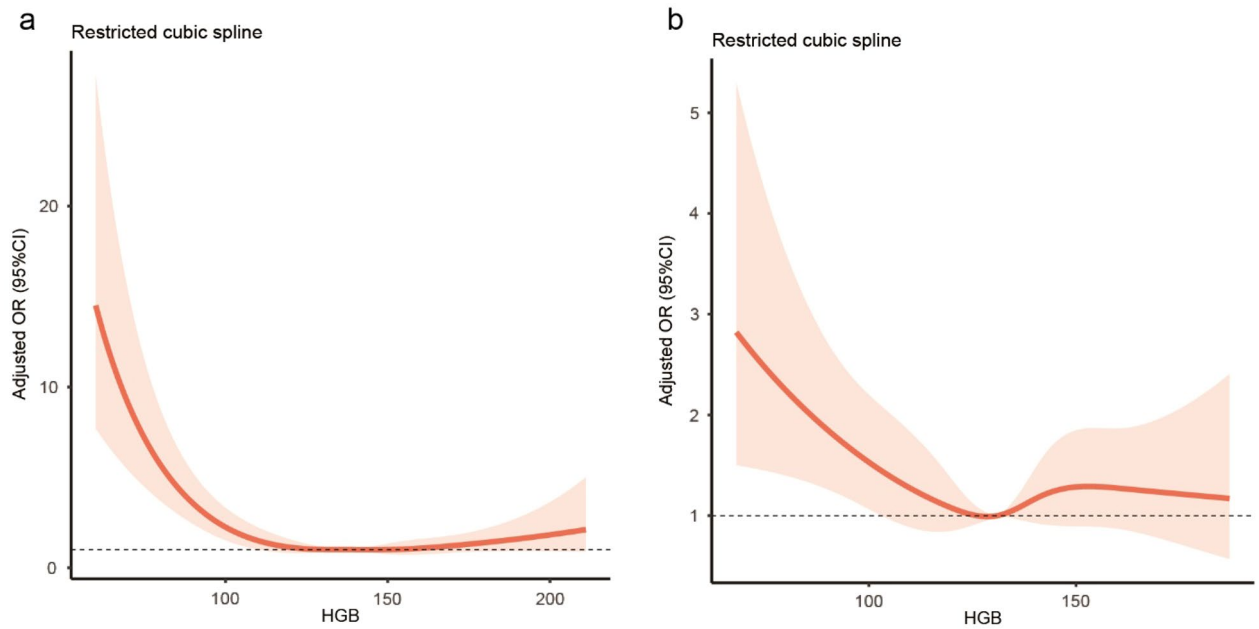 a
Restricted cubic spline
Adjusted OR (95%CI)
20
10
0
100
150
200
HGB
b
Restricted cubic spline
Adjusted OR (95%CI)
5
4
3
2
1
100
150
HGB